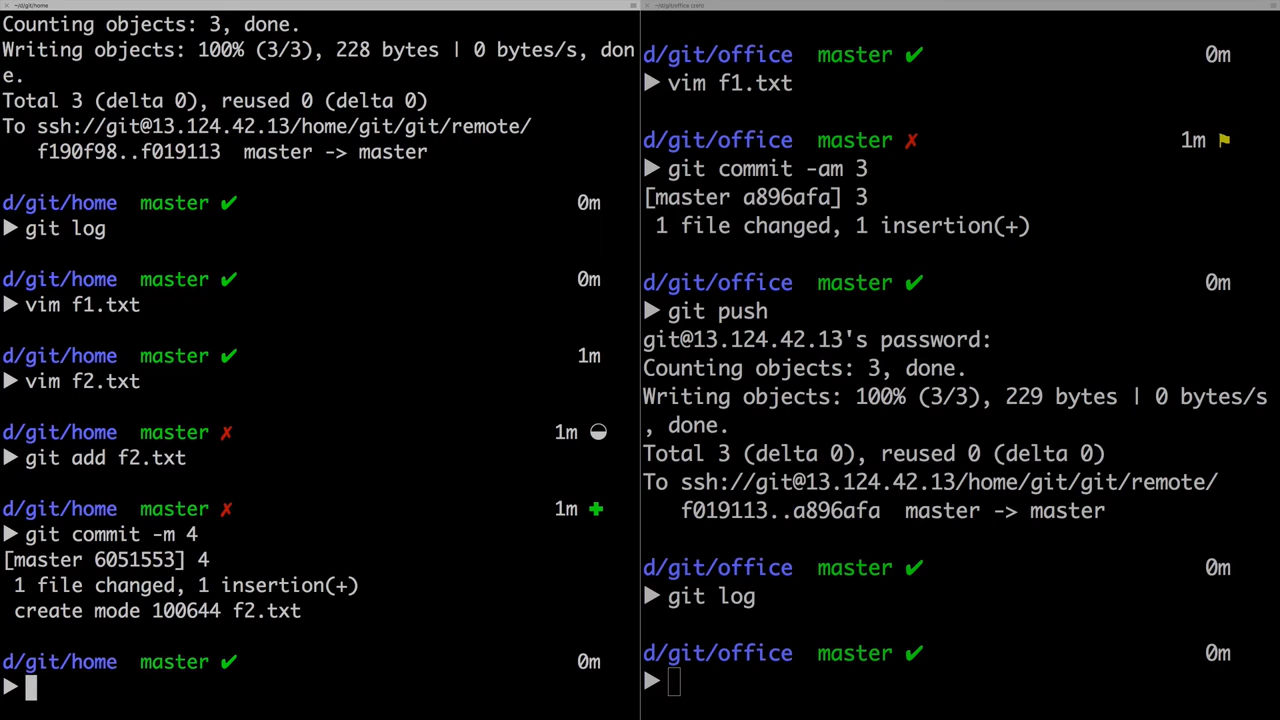 ~/d/git/home
Counting objects: 3, done.
Writing objects: 100% (3/3), 228 bytes | 0 bytes/s, don
e.
Total 3 (delta 0), reused 0 (delta 0)
To ssh://git@13.124.42.13/home/git/git/remote/
f190f98..f019113 master -> master
d/git/home master ✔ 0m
▶ git log
d/git/home master ✔ 0m
▶ vim f1.txt
d/git/home master ✔ 1m
▶ vim f2.txt
d/git/home master ✗ 1m ◒
▶ git add f2.txt
d/git/home master ✗ 1m ✚
▶ git commit -m 4
[master 6051553] 4
1 file changed, 1 insertion(+)
create mode 100644 f2.txt
d/git/home master ✔ 0m
▶
~/d/git/office (zsh)
d/git/office master ✔ 0m
▶ vim f1.txt
d/git/office master ✗ 1m ⚑
▶ git commit -am 3
[master a896afa] 3
1 file changed, 1 insertion(+)
d/git/office master ✔ 0m
▶ git push
git@13.124.42.13's password:
Counting objects: 3, done.
Writing objects: 100% (3/3), 229 bytes | 0 bytes/s
, done.
Total 3 (delta 0), reused 0 (delta 0)
To ssh://git@13.124.42.13/home/git/git/remote/
f019113..a896afa master -> master
d/git/office master ✔ 0m
▶ git log
d/git/office master ✔ 0m
▶